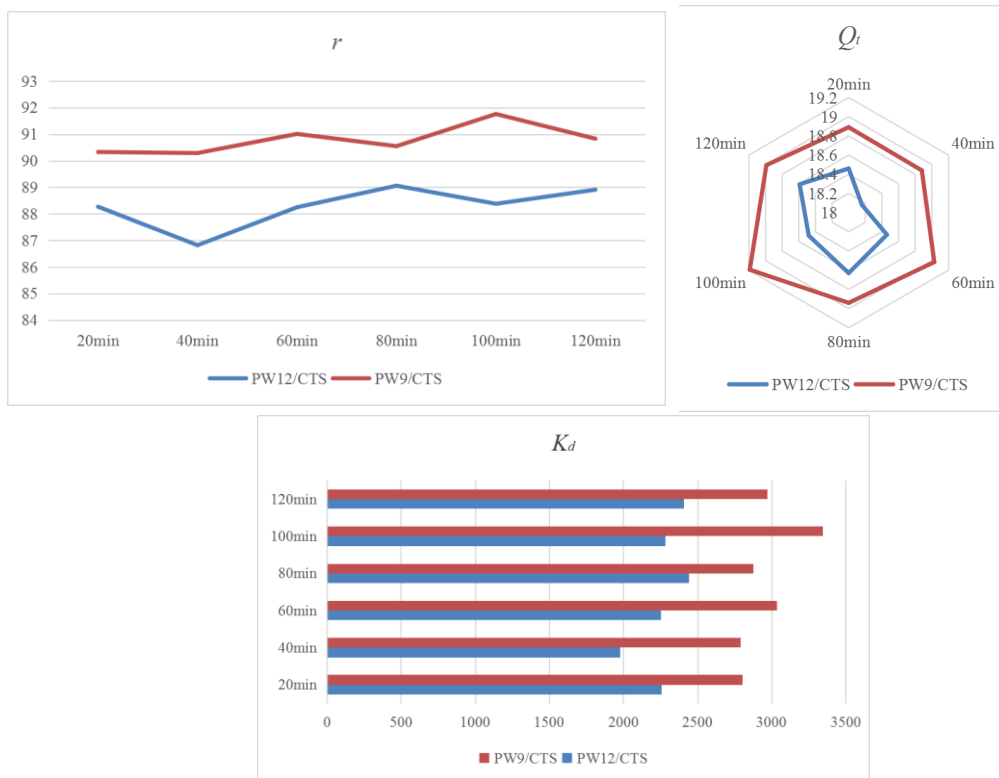 r
93
92
91
90
89
88
87
86
85
84
20min 40min 60min 80min 100min 120min
PW12/CTS PW9/CTS
Qt
20min
19.2
19
18.8
18.6
18.4
18.2
18
40min
60min
80min
100min
120min
PW12/CTS PW9/CTS
Kd
120min
100min
80min
60min
40min
20min
0 500 1000 1500 2000 2500 3000 3500
PW9/CTS PW12/CTS